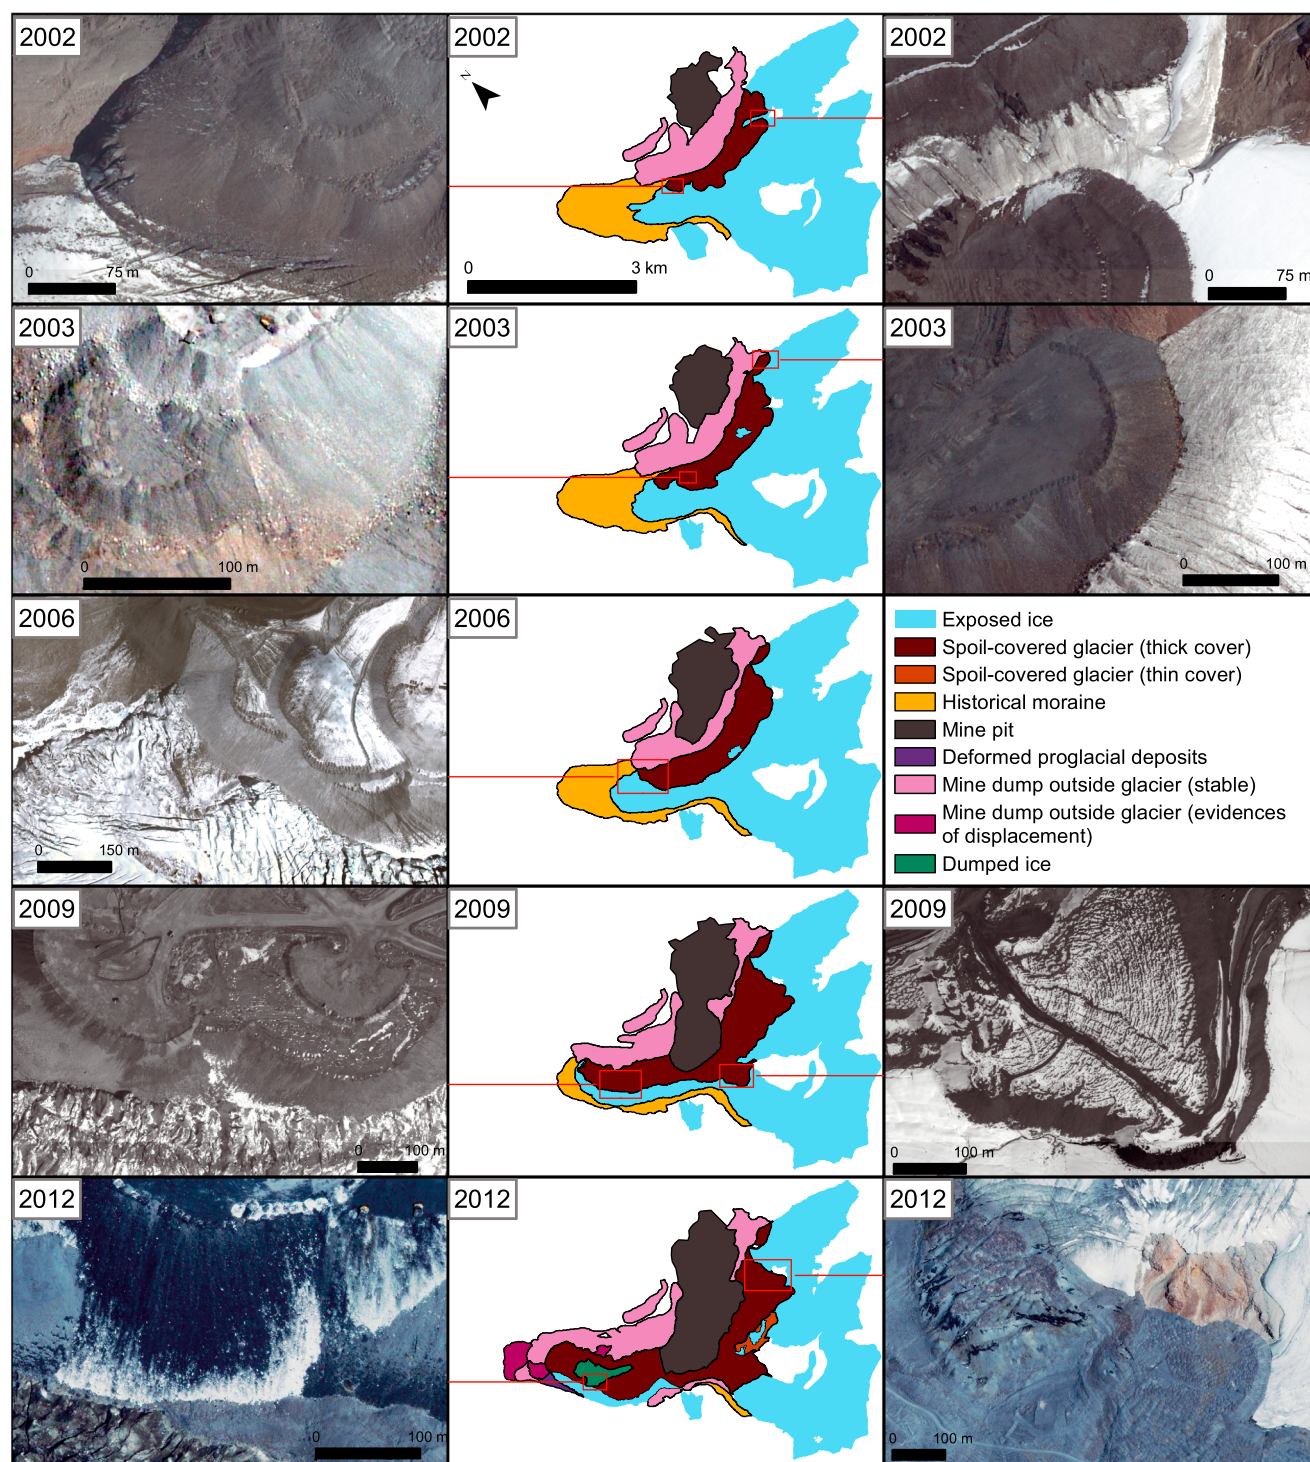 2002
0 75 m
2002
N
0 3 km
2002
0 75 m
2003
0 100 m
2003
2003
0 100 m
2006
0 150 m
2006
Exposed ice
Spoil-covered glacier (thick cover)
Spoil-covered glacier (thin cover)
Historical moraine
Mine pit
Deformed proglacial deposits
Mine dump outside glacier (stable)
Mine dump outside glacier (evidences
of displacement)
Dumped ice
2009
0 100 m
2009
2009
0 100 m
2012
0 100 m
2012
2012
0 100 m